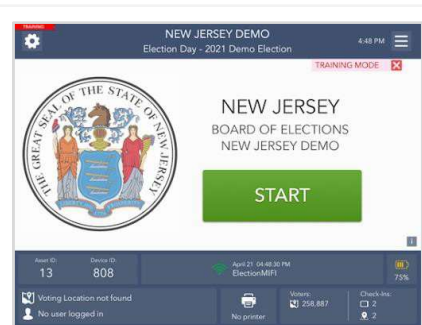 TRAINING
NEW JERSEY DEMO
Election Day - 2021 Demo Election
4:48 PM
TRAINING MODE
THE GREAT SEAL OF THE STATE OF NEW JERSEY
NEW JERSEY
BOARD OF ELECTIONS
NEW JERSEY DEMO
START
Asset ID:
13
Device ID:
808
April 21 04:48:30 PM
ElectionMIFI
75%
Voting Location not found
No user logged in
No printer
Voters:
258,887
Check-Ins:
2
2